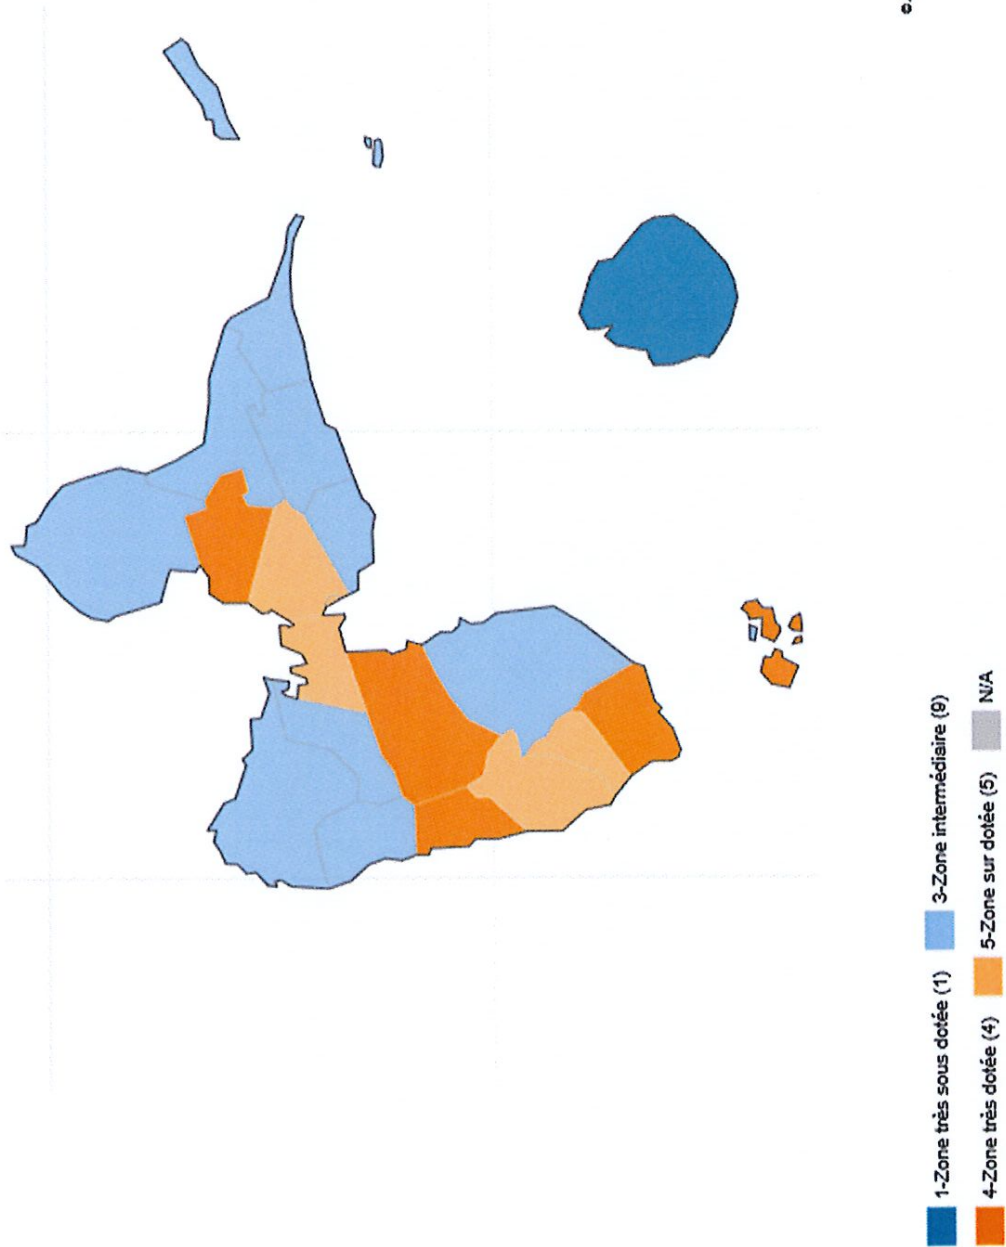 1-Zone très sous dotée (1) 3-Zone intermédiaire (9)
4-Zone très dotée (4) 5-Zone sur dotée (5) N/A